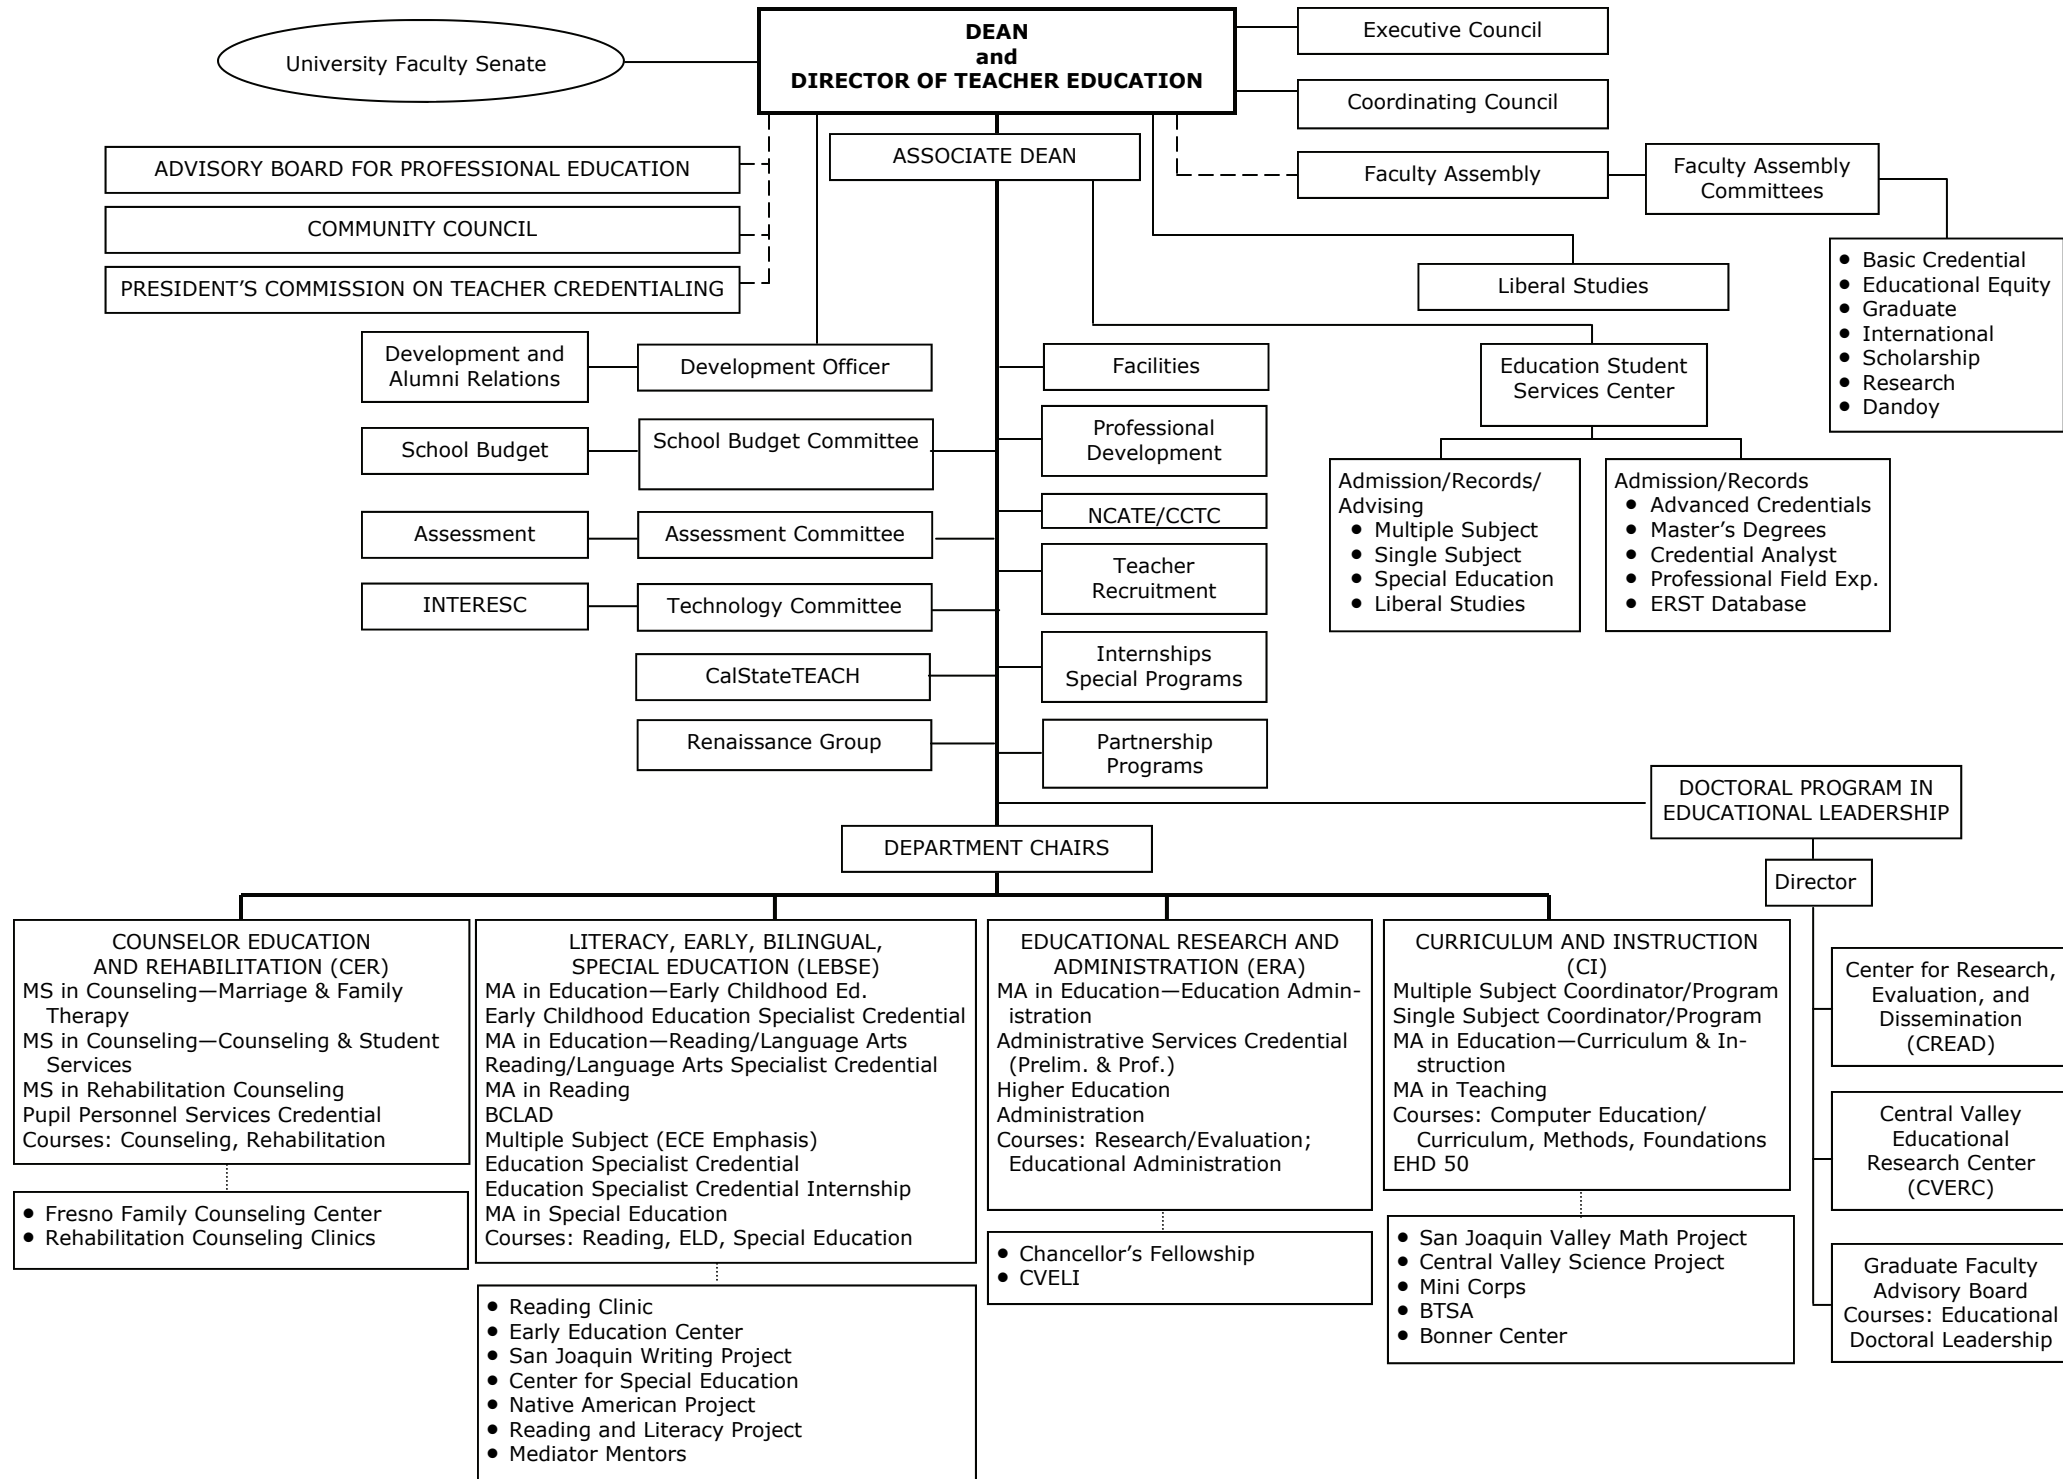 DEAN
and
DIRECTOR OF TEACHER EDUCATION
University Faculty Senate
Executive Council
Coordinating Council
ASSOCIATE DEAN
ADVISORY BOARD FOR PROFESSIONAL EDUCATION
COMMUNITY COUNCIL
PRESIDENT’S COMMISSION ON TEACHER CREDENTIALING
Faculty Assembly
Faculty Assembly
Committees
• Basic Credential
• Educational Equity
• Graduate
• International
• Scholarship
• Research
• Dandoy
Liberal Studies
Development and
Alumni Relations
Development Officer
Facilities
Education Student
Services Center
School Budget
School Budget Committee
Professional
Development
Admission/Records/
Advising
• Multiple Subject
• Single Subject
• Special Education
• Liberal Studies
Admission/Records
• Advanced Credentials
• Master’s Degrees
• Credential Analyst
• Professional Field Exp.
• ERST Database
Assessment
Assessment Committee
NCATE/CCTC
INTERESC
Technology Committee
Teacher
Recruitment
CalStateTEACH
Internships
Special Programs
Renaissance Group
Partnership
Programs
DOCTORAL PROGRAM IN
EDUCATIONAL LEADERSHIP
Director
DEPARTMENT CHAIRS
COUNSELOR EDUCATION
AND REHABILITATION (CER)
MS in Counseling—Marriage & Family
Therapy
MS in Counseling—Counseling & Student
Services
MS in Rehabilitation Counseling
Pupil Personnel Services Credential
Courses: Counseling, Rehabilitation
• Fresno Family Counseling Center
• Rehabilitation Counseling Clinics
LITERACY, EARLY, BILINGUAL,
SPECIAL EDUCATION (LEBSE)
MA in Education—Early Childhood Ed.
Early Childhood Education Specialist Credential
MA in Education—Reading/Language Arts
Reading/Language Arts Specialist Credential
MA in Reading
BCLAD
Multiple Subject (ECE Emphasis)
Education Specialist Credential
Education Specialist Credential Internship
MA in Special Education
Courses: Reading, ELD, Special Education
• Reading Clinic
• Early Education Center
• San Joaquin Writing Project
• Center for Special Education
• Native American Project
• Reading and Literacy Project
• Mediator Mentors
EDUCATIONAL RESEARCH AND
ADMINISTRATION (ERA)
MA in Education—Education Admin-
istration
Administrative Services Credential
(Prelim. & Prof.)
Higher Education
Administration
Courses: Research/Evaluation;
Educational Administration
• Chancellor’s Fellowship
• CVELI
CURRICULUM AND INSTRUCTION
(CI)
Multiple Subject Coordinator/Program
Single Subject Coordinator/Program
MA in Education—Curriculum & In-
struction
MA in Teaching
Courses: Computer Education/
Curriculum, Methods, Foundations
EHD 50
• San Joaquin Valley Math Project
• Central Valley Science Project
• Mini Corps
• BTSA
• Bonner Center
Center for Research,
Evaluation, and
Dissemination
(CREAD)
Central Valley
Educational
Research Center
(CVERC)
Graduate Faculty
Advisory Board
Courses: Educational
Doctoral Leadership